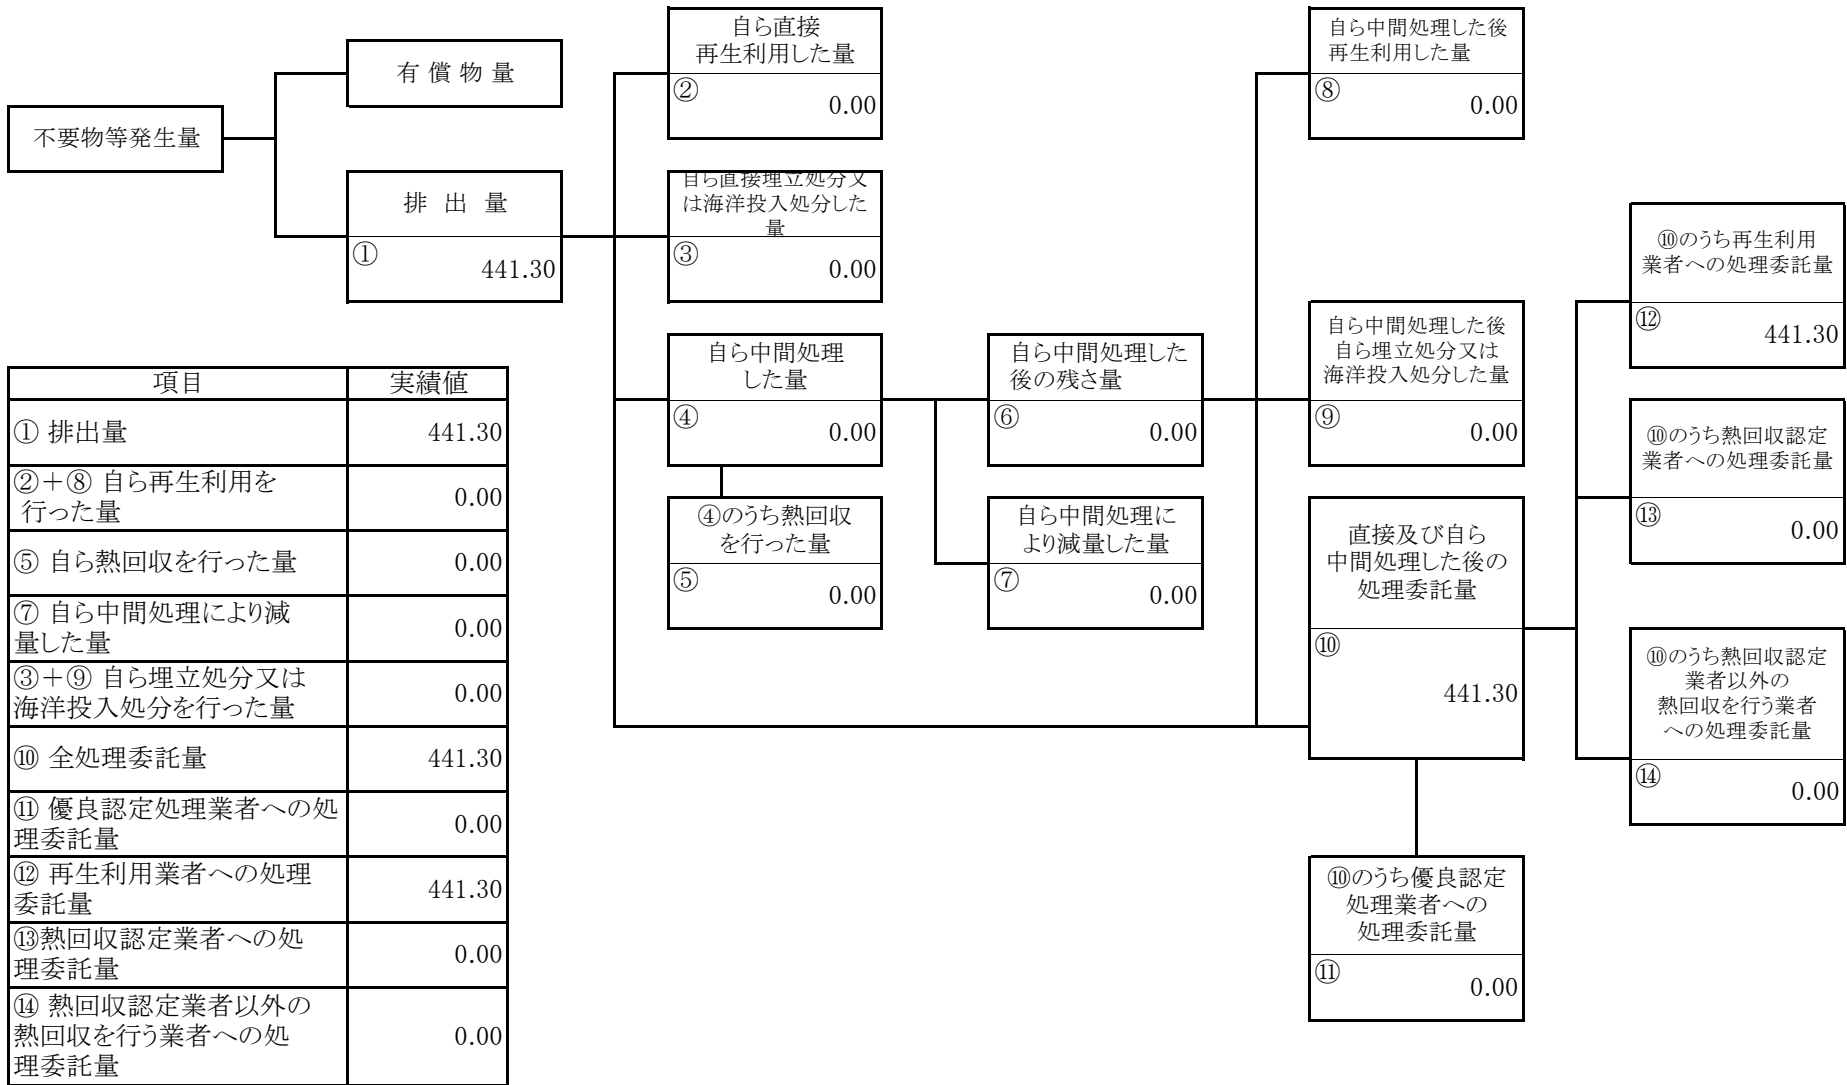 不要物等発生量
有 償 物 量
排 出 量
①
441.30
自ら直接
再生利用した量
②
0.00
自ら直接埋立処分又
は海洋投入処分した
量
③
0.00
自ら中間処理
した量
④
0.00
④のうち熱回収
を行った量
⑤
0.00
自ら中間処理した
後の残さ量
⑥
0.00
自ら中間処理に
より減量した量
⑦
0.00
自ら中間処理した後
再生利用した量
⑧
0.00
自ら中間処理した後
自ら埋立処分又は
海洋投入処分した量
⑨
0.00
直接及び自ら
中間処理した後の
処理委託量
⑩
441.30
⑩のうち優良認定
処理業者への
処理委託量
⑪
0.00
⑩のうち再生利用
業者への処理委託量
⑫
441.30
⑩のうち熱回収認定
業者への処理委託量
⑬
0.00
⑩のうち熱回収認定
業者以外の
熱回収を行う業者
への処理委託量
⑭
0.00
項目 実績値
① 排出量 441.30
②＋⑧ 自ら再生利用を
行った量 0.00
⑤ 自ら熱回収を行った量 0.00
⑦ 自ら中間処理により減
量した量 0.00
③＋⑨ 自ら埋立処分又は
海洋投入処分を行った量 0.00
⑩ 全処理委託量 441.30
⑪ 優良認定処理業者への処
理委託量 0.00
⑫ 再生利用業者への処理
委託量 441.30
⑬熱回収認定業者への処
理委託量 0.00
⑭ 熱回収認定業者以外の
熱回収を行う業者への処
理委託量 0.00